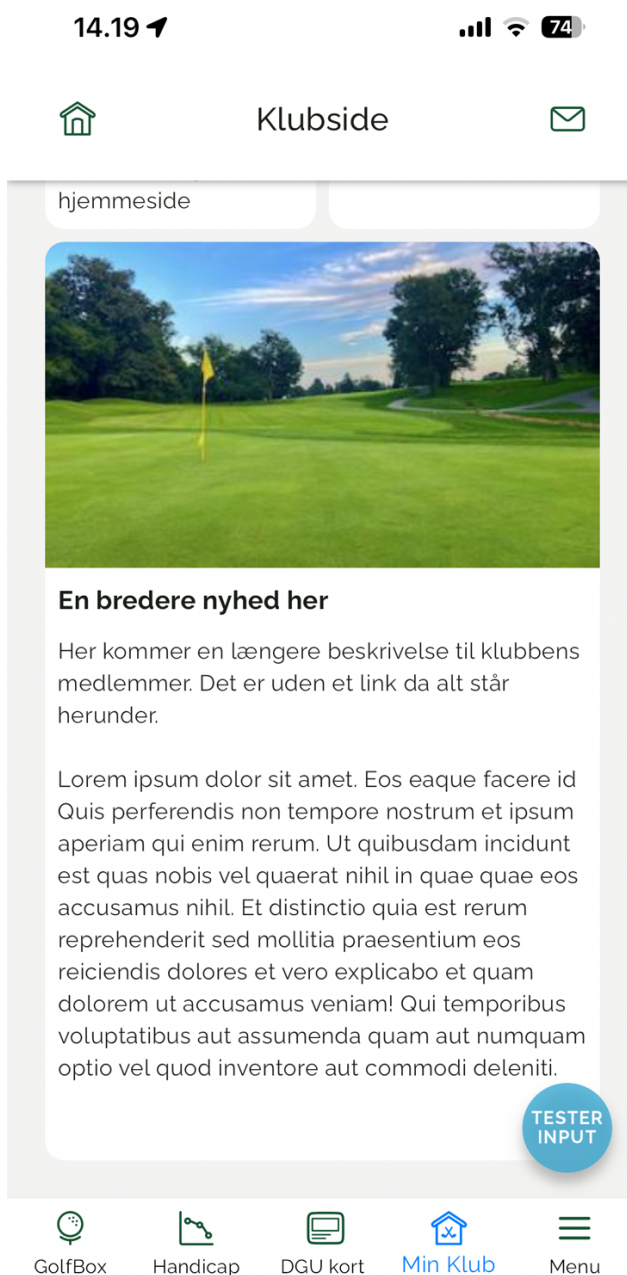 14.19
74
Klubside
hjemmeside
En bredere nyhed her
Her kommer en længere beskrivelse til klubbens
medlemmer. Det er uden et link da alt står
herunder.
Lorem ipsum dolor sit amet. Eos eaque facere id
Quis perferendis non tempore nostrum et ipsum
aperiam qui enim rerum. Ut quibusdam incidunt
est quas nobis vel quaerat nihil in quae quae eos
accusamus nihil. Et distinctio quia est rerum
reprehenderit sed mollitia praesentium eos
reiciendis dolores et vero explicabo et quam
dolorem ut accusamus veniam! Qui temporibus
voluptatibus aut assumenda quam aut numquam
optio vel quod inventore aut commodi deleniti.
TESTER
INPUT
GolfBox
Handicap
DGU kort
Min Klub
Menu